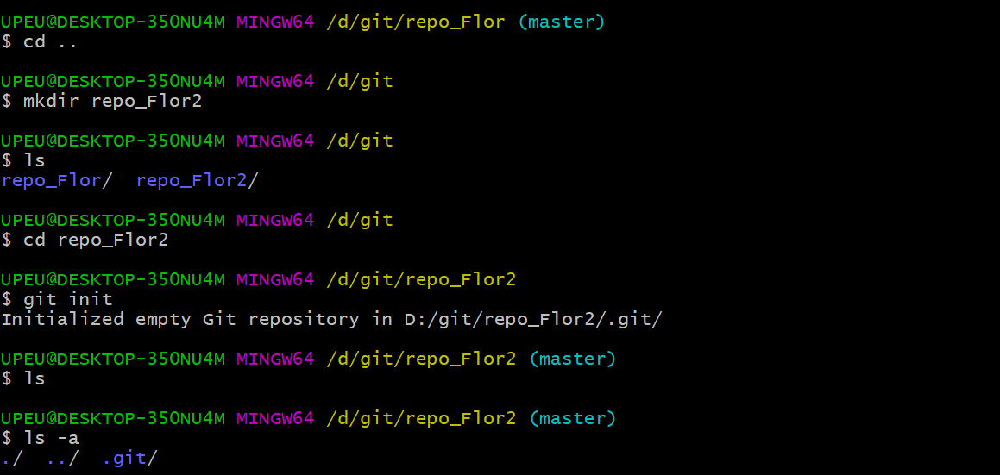 UPEU@DESKTOP-350NU4M MINGW64 /d/git/repo_Flor (master)
$ cd ..
UPEU@DESKTOP-350NU4M MINGW64 /d/git
$ mkdir repo_Flor2
UPEU@DESKTOP-350NU4M MINGW64 /d/git
$ ls
repo_Flor/  repo_Flor2/
UPEU@DESKTOP-350NU4M MINGW64 /d/git
$ cd repo_Flor2
UPEU@DESKTOP-350NU4M MINGW64 /d/git/repo_Flor2
$ git init
Initialized empty Git repository in D:/git/repo_Flor2/.git/
UPEU@DESKTOP-350NU4M MINGW64 /d/git/repo_Flor2 (master)
$ ls
UPEU@DESKTOP-350NU4M MINGW64 /d/git/repo_Flor2 (master)
$ ls -a
./  ../  .git/